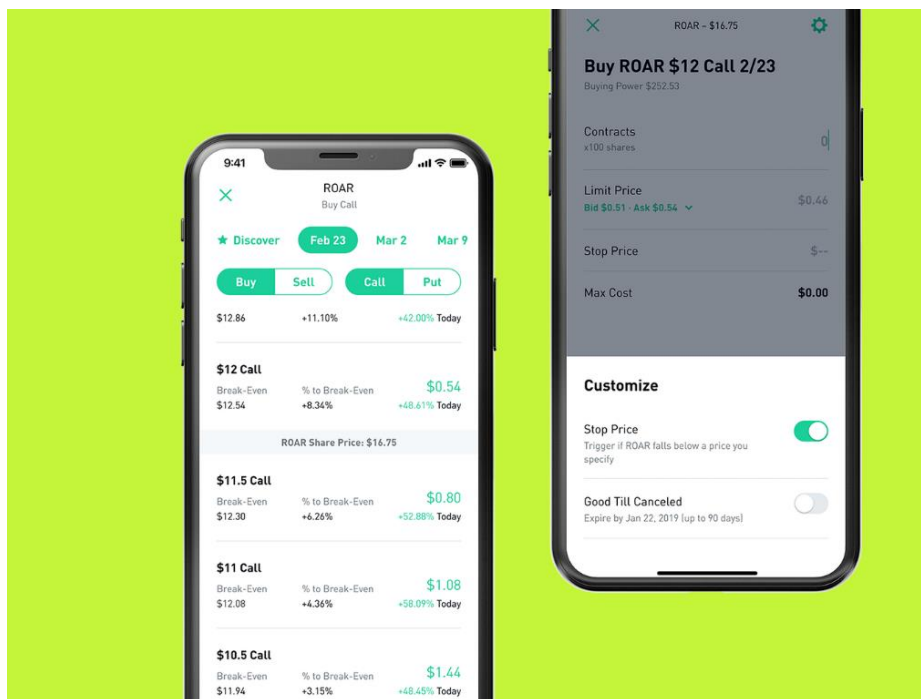 9:41
ROAR
Buy Call
Discover Feb 23 Mar 2 Mar 9
Buy Sell Call Put
$12.86 +11.10% +42.00% Today
$12 Call
Break-Even % to Break-Even $0.54
$12.54 +8.34% +48.61% Today
ROAR Share Price: $16.75
$11.5 Call
Break-Even % to Break-Even $0.80
$12.30 +6.26% +52.88% Today
$11 Call
Break-Even % to Break-Even $1.08
$12.08 +4.36% +58.09% Today
$10.5 Call
Break-Even % to Break-Even $1.44
$11.94 +3.15% +48.45% Today
ROAR – $16.75
Buy ROAR $12 Call 2/23
Buying Power $252.53
Contracts 0
x100 shares
Limit Price $0.46
Bid $0.51 · Ask $0.54
Stop Price $--
Max Cost $0.00
Customize
Stop Price
Trigger if ROAR falls below a price you
specify
Good Till Canceled
Expire by Jan 22, 2019 (up to 90 days)